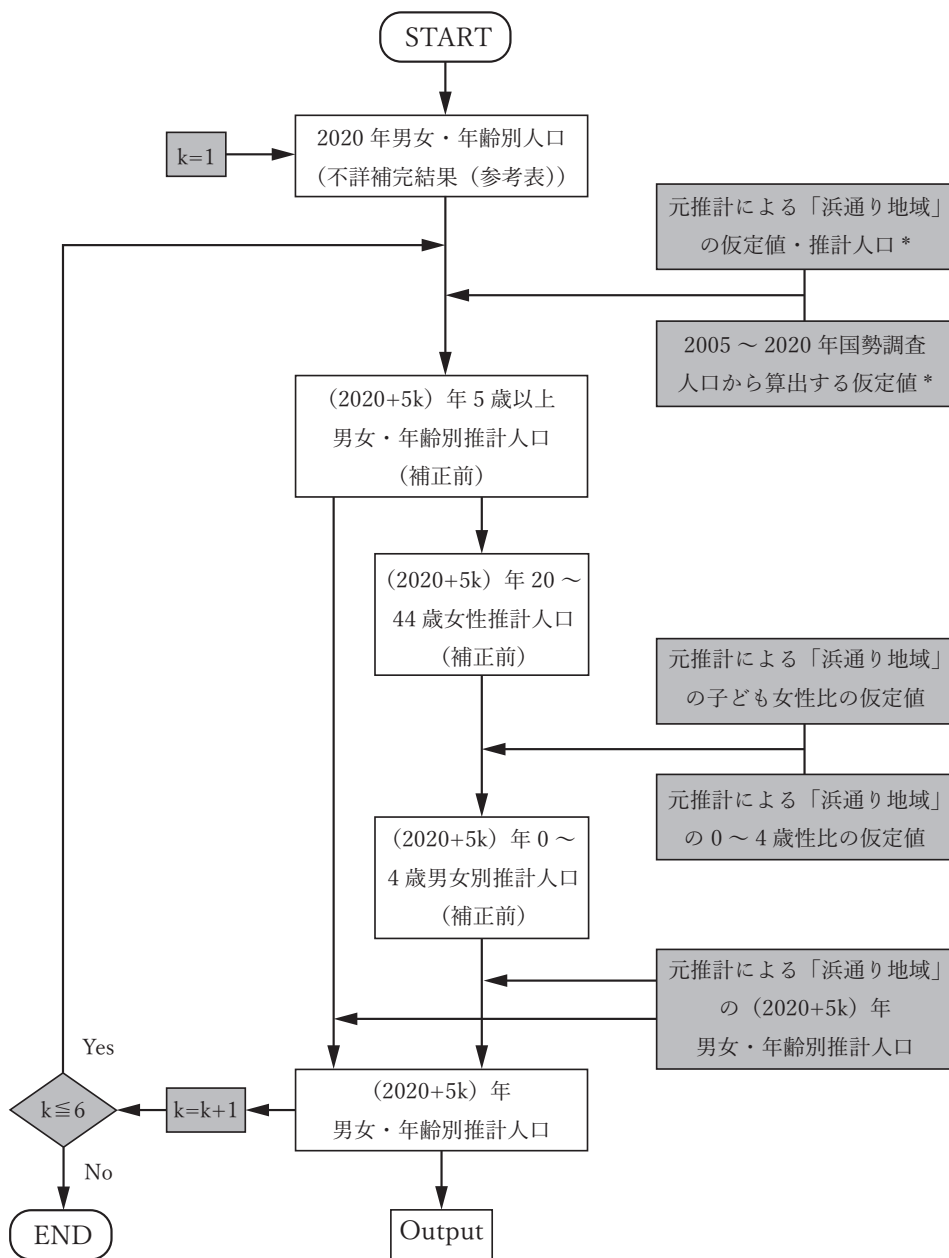 START
k=1
2020 年男女・年齢別人口
（不詳補完結果（参考表））
元推計による「浜通り地域」
の仮定値・推計人口 *
2005 ～ 2020 年国勢調査
人口から算出する仮定値 *
（2020+5k）年 5 歳以上
男女・年齢別推計人口
（補正前）
（2020+5k）年 20 ～
44 歳女性推計人口
（補正前）
元推計による「浜通り地域」
の子ども女性比の仮定値
元推計による「浜通り地域」
の 0 ～ 4 歳性比の仮定値
（2020+5k）年 0 ～
4 歳男女別推計人口
（補正前）
元推計による「浜通り地域」
の（2020+5k）年
男女・年齢別推計人口
Yes
k≦6
k=k+1
（2020+5k）年
男女・年齢別推計人口
No
END
Output